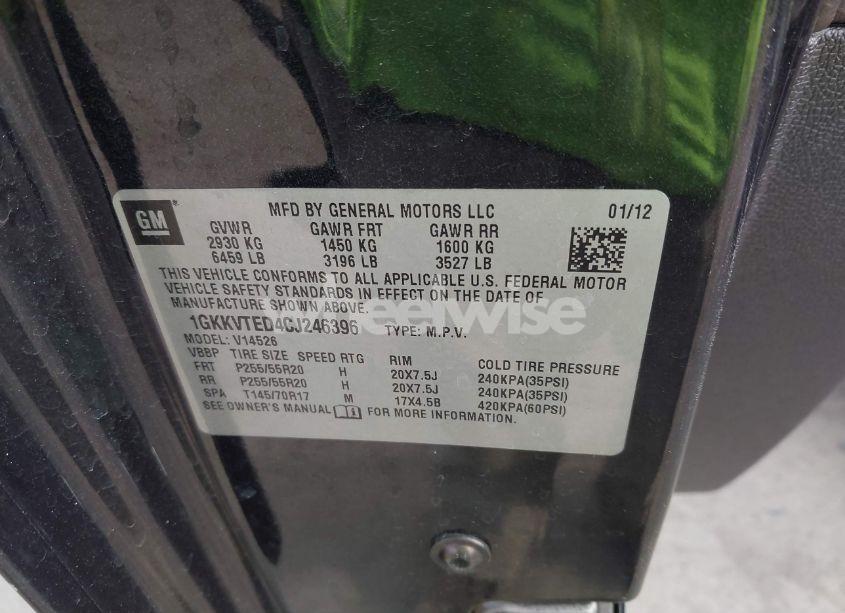 GM
MFD BY GENERAL MOTORS LLC 01/12
GVWR GAWR FRT GAWR RR
2930 KG 1450 KG 1600 KG
6459 LB 3196 LB 3527 LB
THIS VEHICLE CONFORMS TO ALL APPLICABLE U.S. FEDERAL MOTOR
VEHICLE SAFETY STANDARDS IN EFFECT ON THE DATE OF
MANUFACTURE SHOWN ABOVE.
1GKKVTED4CJ246396 TYPE: M.P.V.
MODEL: V14526
VBBP TIRE SIZE SPEED RTG RIM COLD TIRE PRESSURE
FRT P255/55R20 H 20X7.5J 240KPA(35PSI)
RR P255/55R20 H 20X7.5J 240KPA(35PSI)
SPA T145/70R17 M 17X4.5B 420KPA(60PSI)
SEE OWNER'S MANUAL FOR MORE INFORMATION.